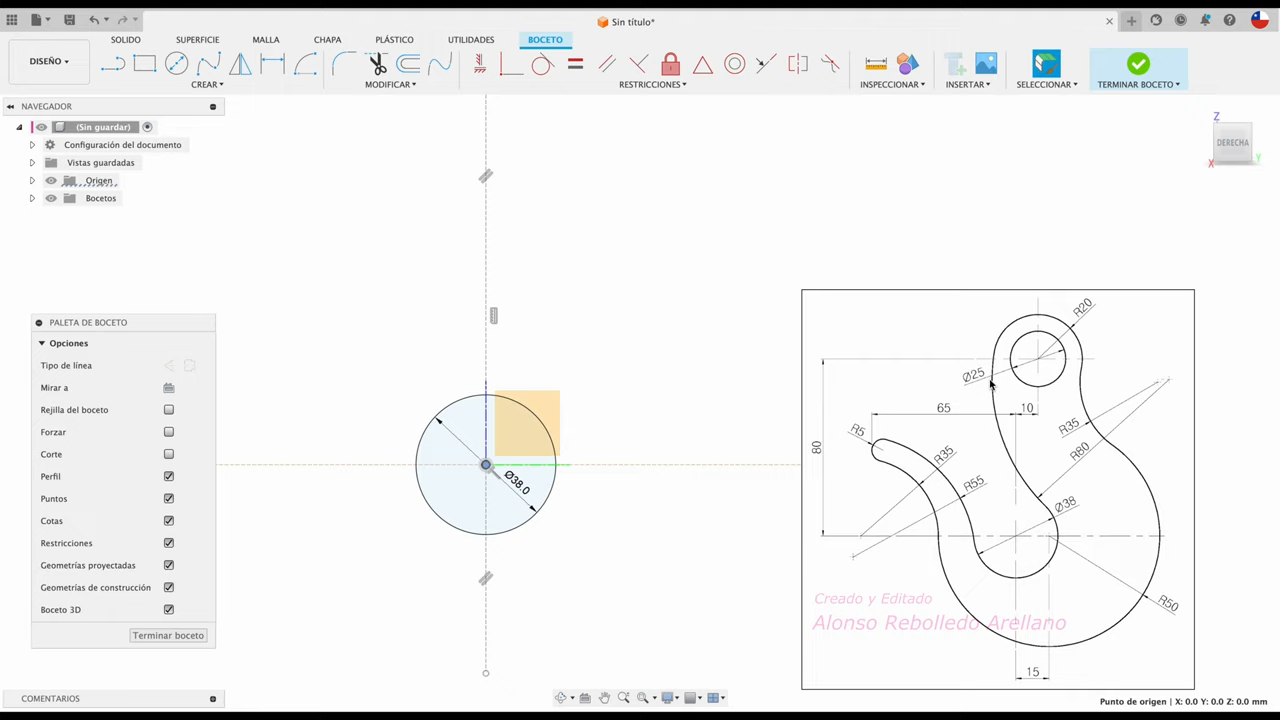 Sin título*
DISEÑO
SOLIDO
SUPERFICIE
MALLA
CHAPA
PLÁSTICO
UTILIDADES
BOCETO
CREAR
MODIFICAR
RESTRICCIONES
INSPECCIONAR
INSERTAR
SELECCIONAR
TERMINAR BOCETO
NAVEGADOR
(Sin guardar)
Configuración del documento
Vistas guardadas
Origen
Bocetos
Z
DERECHA
X
Y
PALETA DE BOCETO
Opciones
Tipo de línea
Mirar a
Rejilla del boceto
Forzar
Corte
Perfil
Puntos
Cotas
Restricciones
Geometrías proyectadas
Geometrías de construcción
Boceto 3D
Terminar boceto
Ø38.0
R20
Ø25
65
10
R5
R35
R35
80
R80
R55
Ø38
R50
15
Creado y Editado
Alonso Rebolledo Arellano
COMENTARIOS
Punto de origen | X: 0.0 Y: 0.0 Z: 0.0 mm